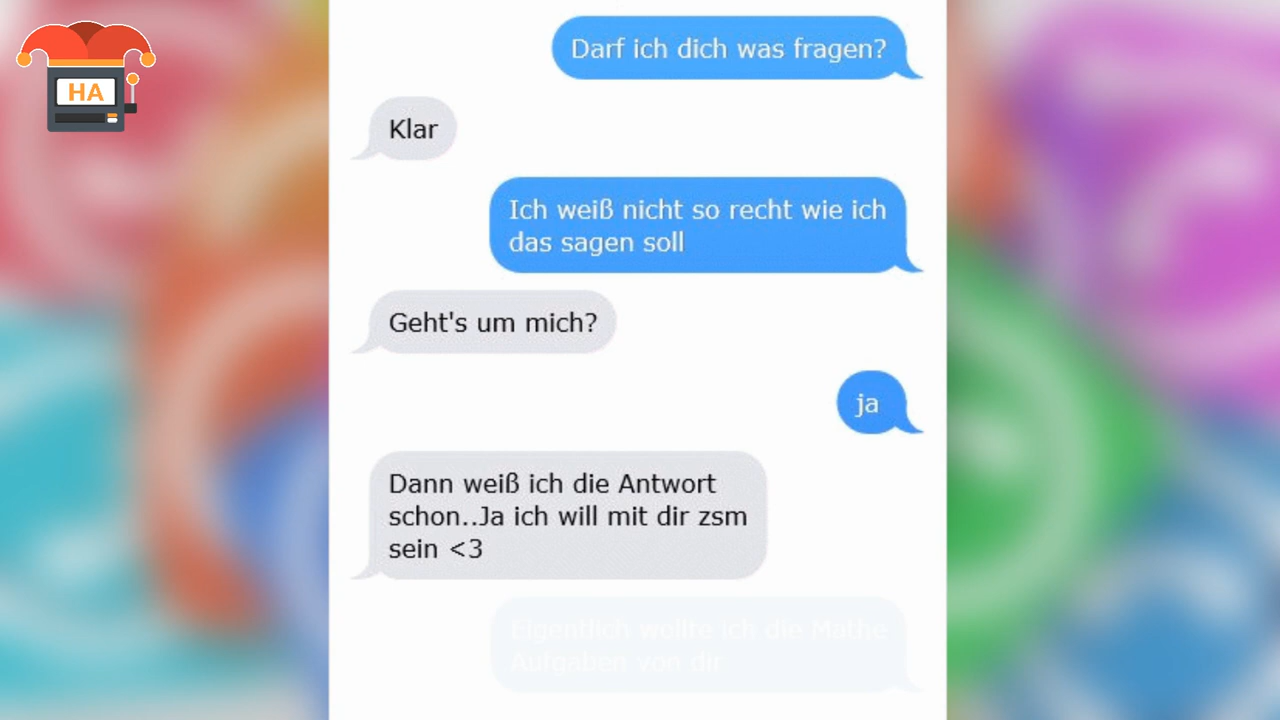 HA
Darf ich dich was fragen?
Klar
Ich weiß nicht so recht wie ich
das sagen soll
Geht's um mich?
ja
Dann weiß ich die Antwort
schon..Ja ich will mit dir zsm
sein <3
Eigentlich wollte ich die Mathe
Aufgaben von dir